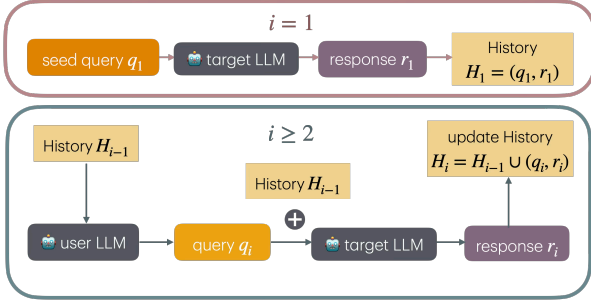 i = 1
seed query q₁
target LLM
response r₁
History
H₁ = (q₁, r₁)
i ≥ 2
History Hᵢ₋₁
update History
Hᵢ = Hᵢ₋₁ ∪ (qᵢ, rᵢ)
History Hᵢ₋₁
+
user LLM
query qᵢ
target LLM
response rᵢ